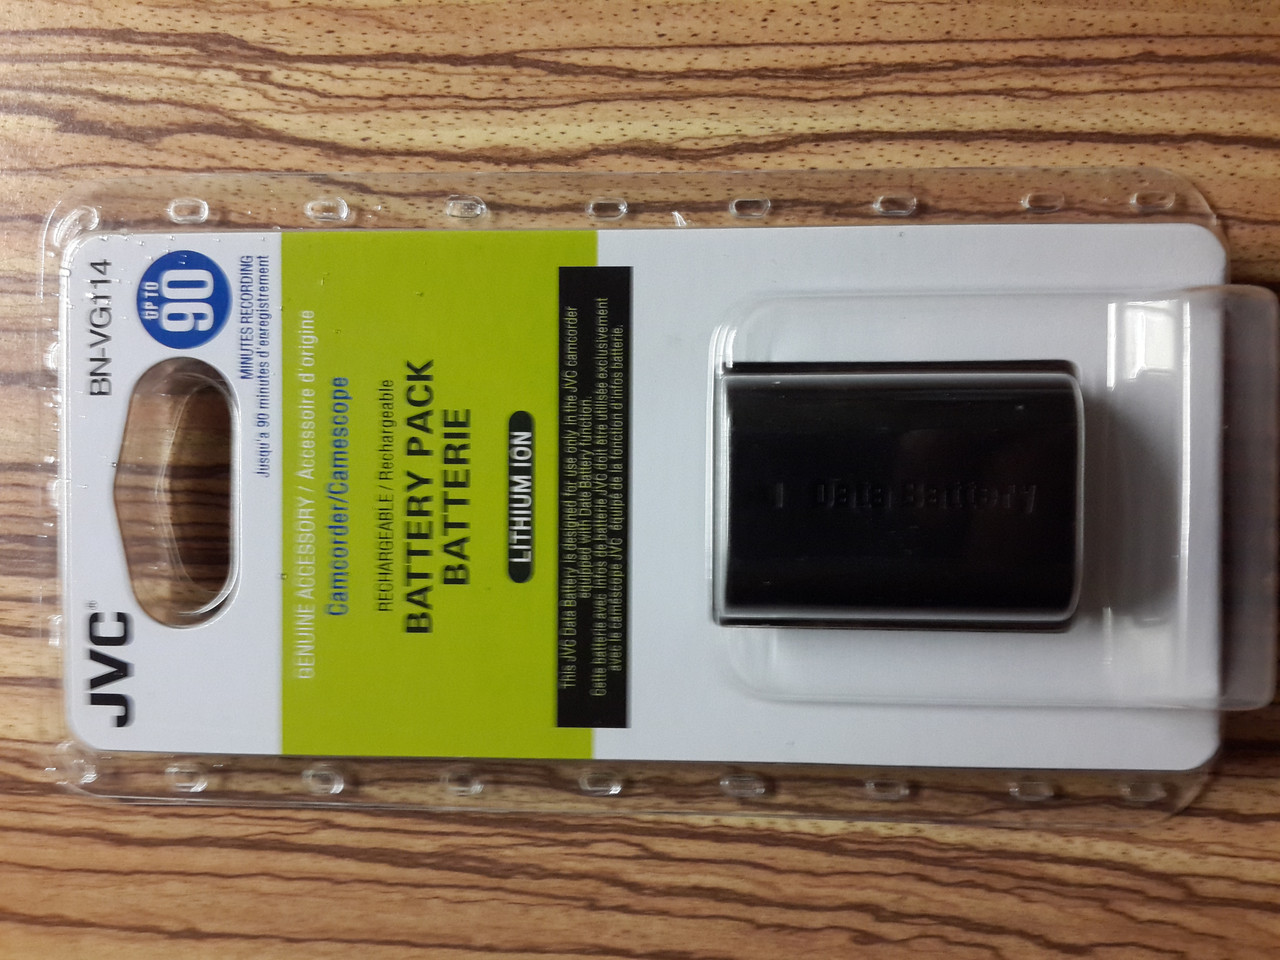 JVC®
BN-VG114
UP TO
90
MINUTES RECORDING
Jusqu'a 90 minutes d'enregistrement
GENUINE ACCESSORY / Accessoire d'origine
Camcorder/Camescope
RECHARGEABLE / Rechargeable
BATTERY PACK
BATTERIE
LITHIUM ION
This JVC Data Battery is designed for use only in the JVC camcorder
equipped with Data Battery function.
Cette batterie avec infos de batterie JVC doit être utilisée exclusivement
avec le caméscope JVC équipé de la fonction d'infos batterie.
Data Battery